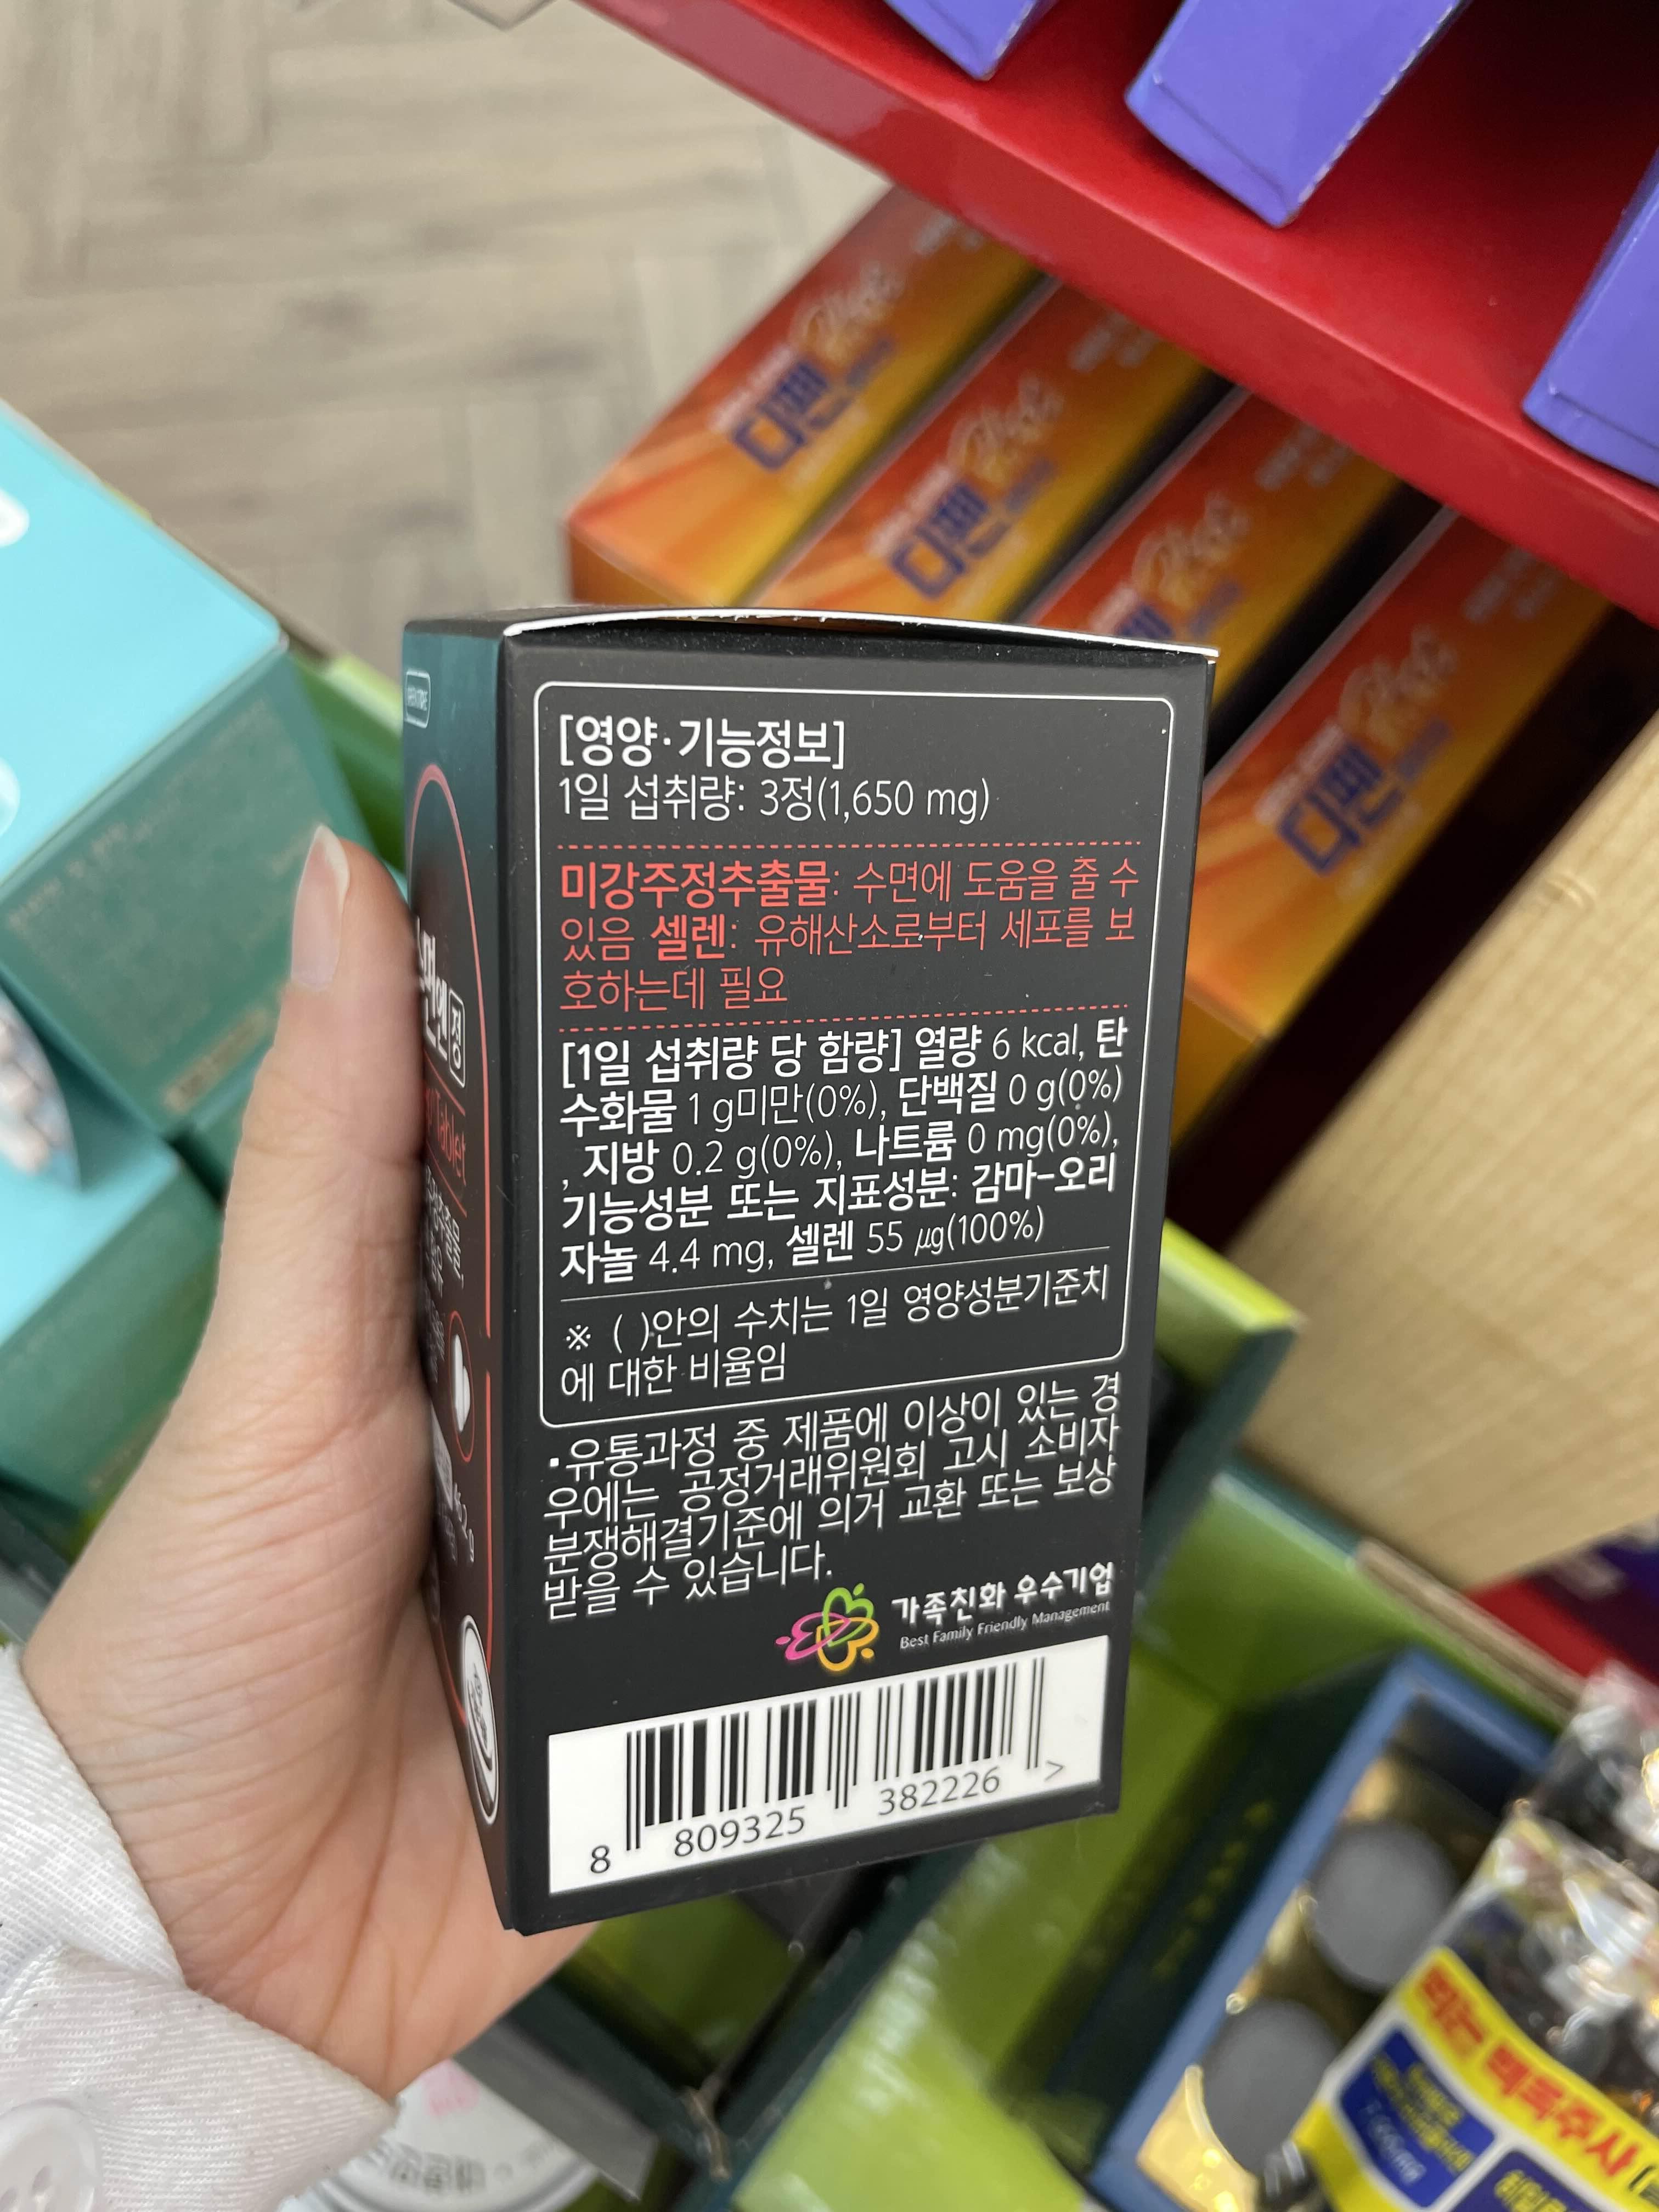 [영양·기능정보]
1일 섭취량: 3정(1,650 mg)
미강주정추출물: 수면에 도움을 줄 수
있음 셀렌: 유해산소로부터 세포를 보
호하는데 필요
[1일 섭취량 당 함량] 열량 6 kcal, 탄
수화물 1 g미만(0%), 단백질 0 g(0%)
, 지방 0.2 g(0%), 나트륨 0 mg(0%),
기능성분 또는 지표성분: 감마-오리
자놀 4.4 mg, 셀렌 55 µg(100%)
※ ( )안의 수치는 1일 영양성분기준치
에 대한 비율임
·유통과정 중 제품에 이상이 있는 경
우에는 공정거래위원회 고시 소비자
분쟁해결기준에 의거 교환 또는 보상
받을 수 있습니다.
가족친화 우수기업
Best Family Friendly Management
8 809325 382226 >
정
Tablet
디펜
디펜
디펜